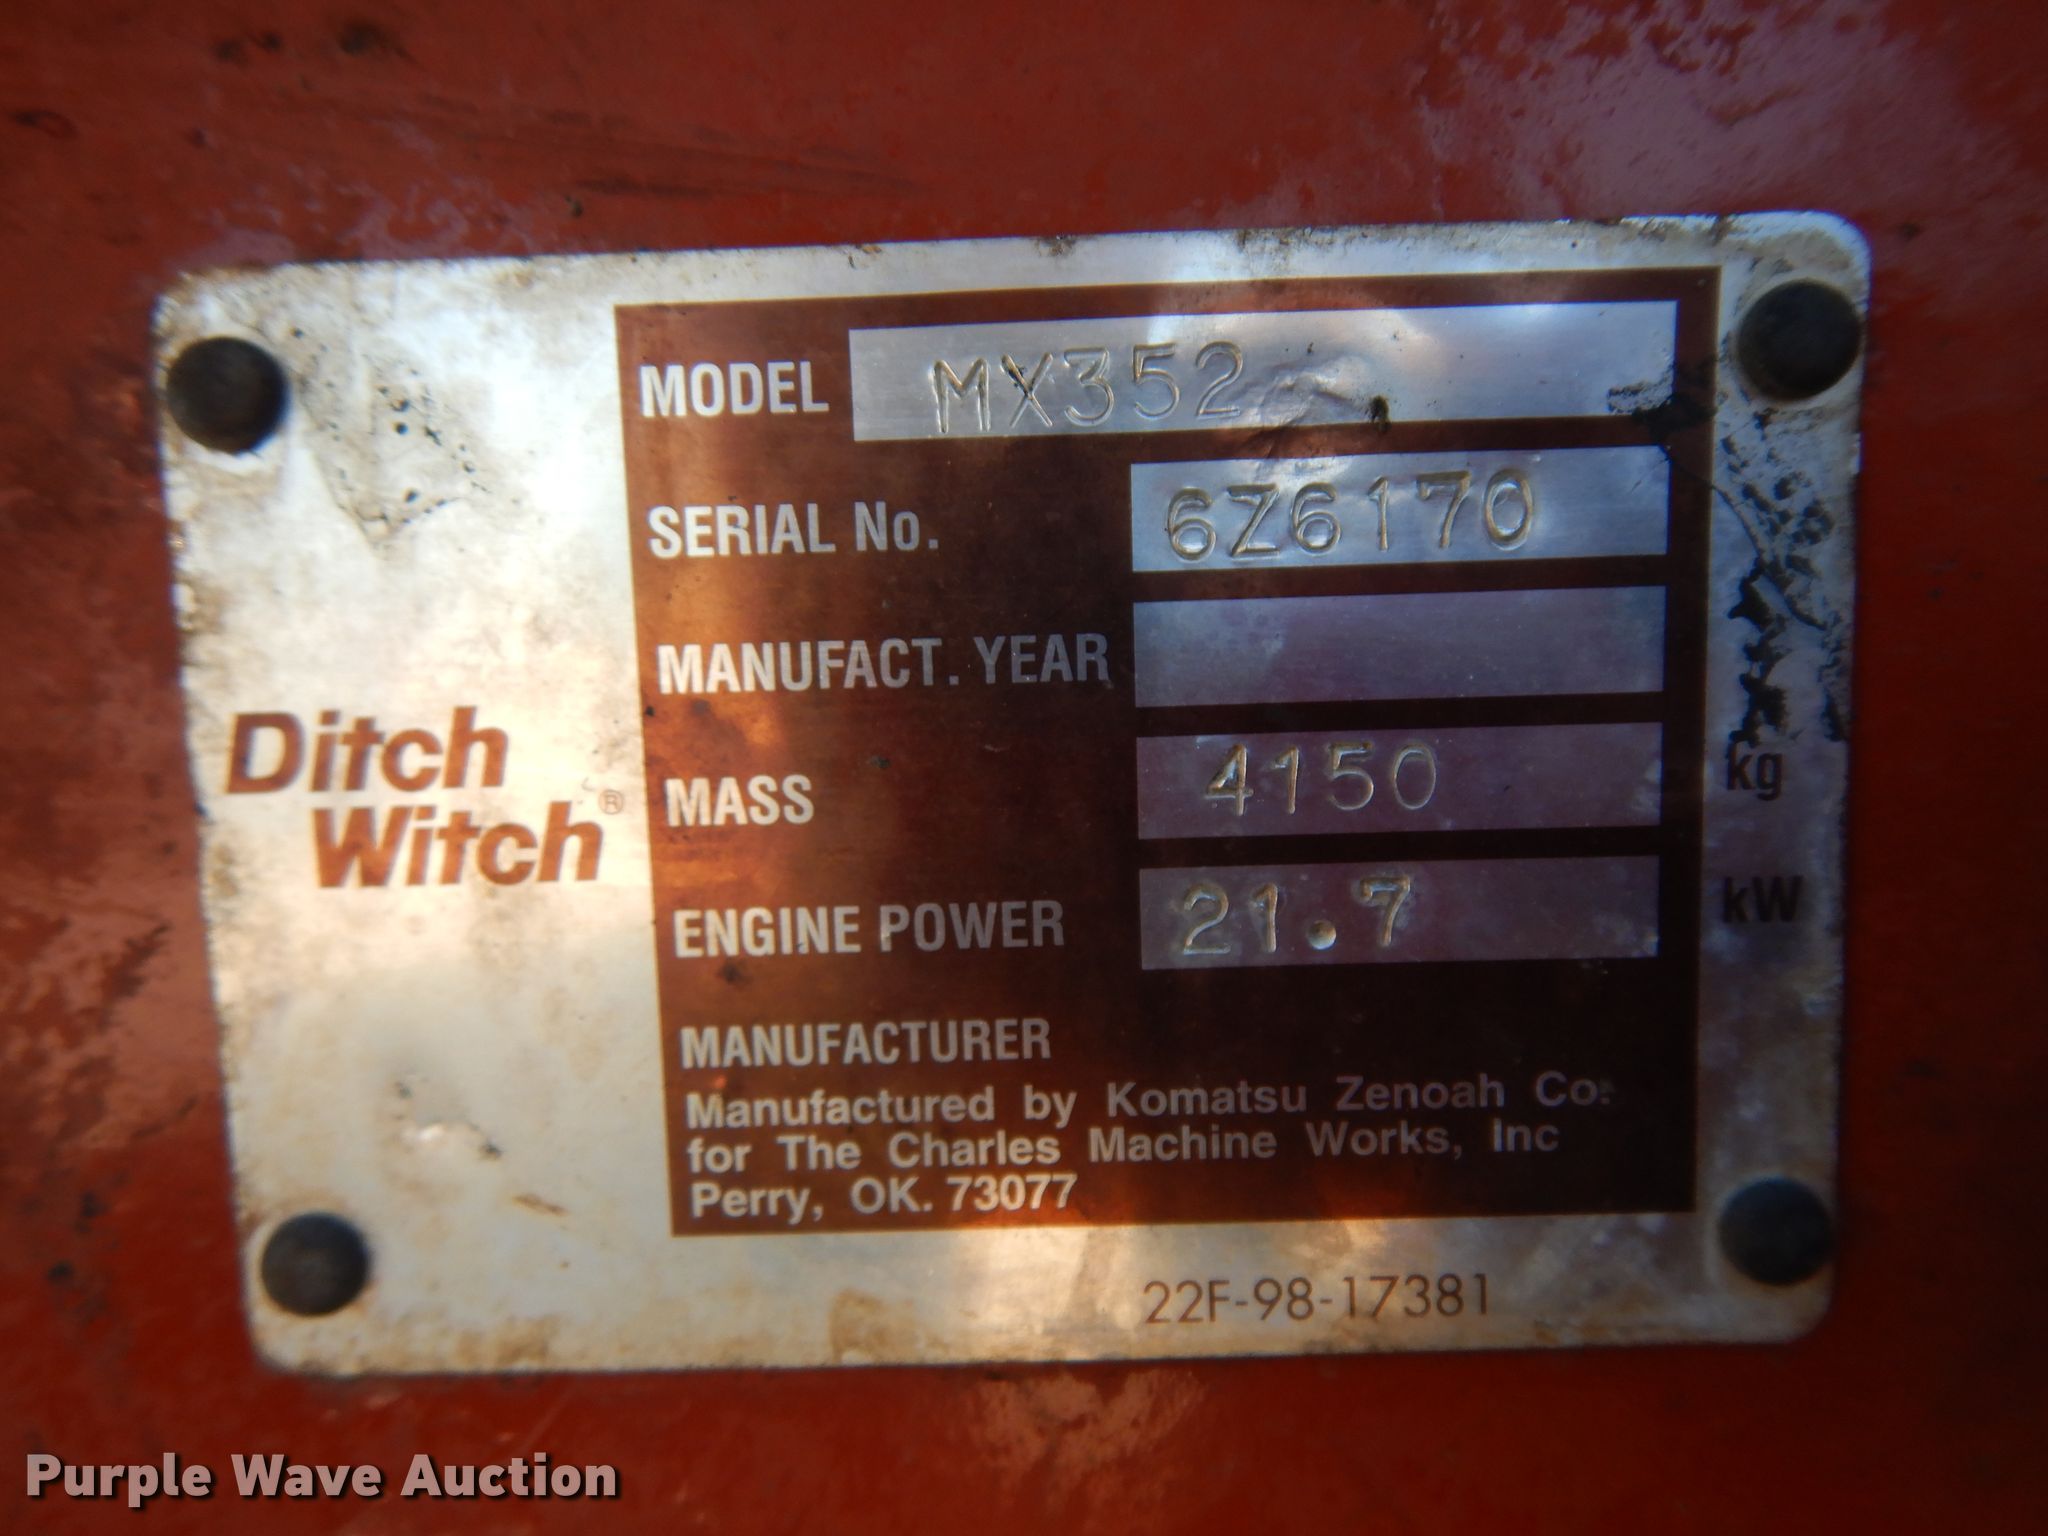 MODEL MX352
SERIAL No. 6Z6170
MANUFACT. YEAR
MASS 4150 kg
ENGINE POWER 21.7 kW
Ditch
Witch®
MANUFACTURER
Manufactured by Komatsu Zenoah Co.
for The Charles Machine Works, Inc
Perry, OK. 73077
22F-98-17381
Purple Wave Auction